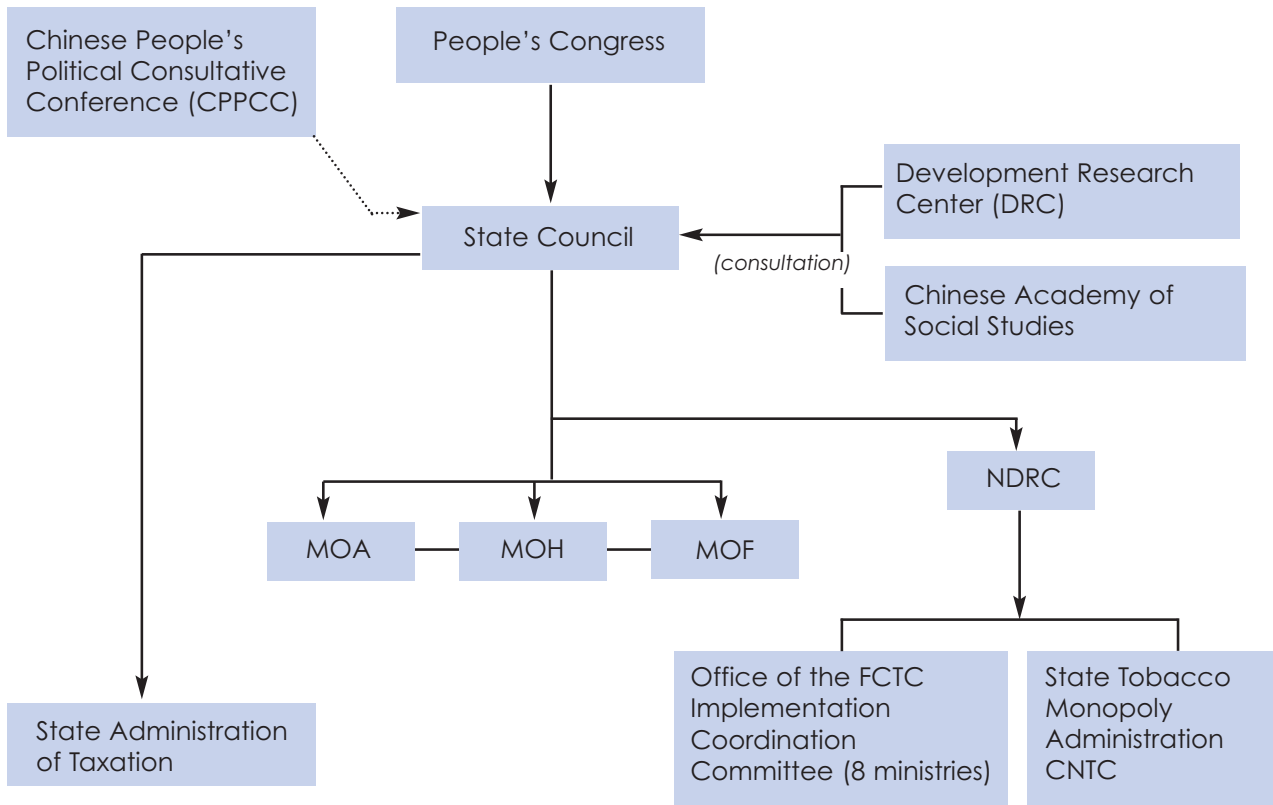 Chinese People’s
Political Consultative
Conference (CPPCC)
People’s Congress
Development Research
Center (DRC)
State Council
(consultation)
Chinese Academy of
Social Studies
NDRC
MOA
MOH
MOF
Office of the FCTC
Implementation
Coordination
Committee (8 ministries)
State Tobacco
Monopoly
Administration
CNTC
State Administration
of Taxation